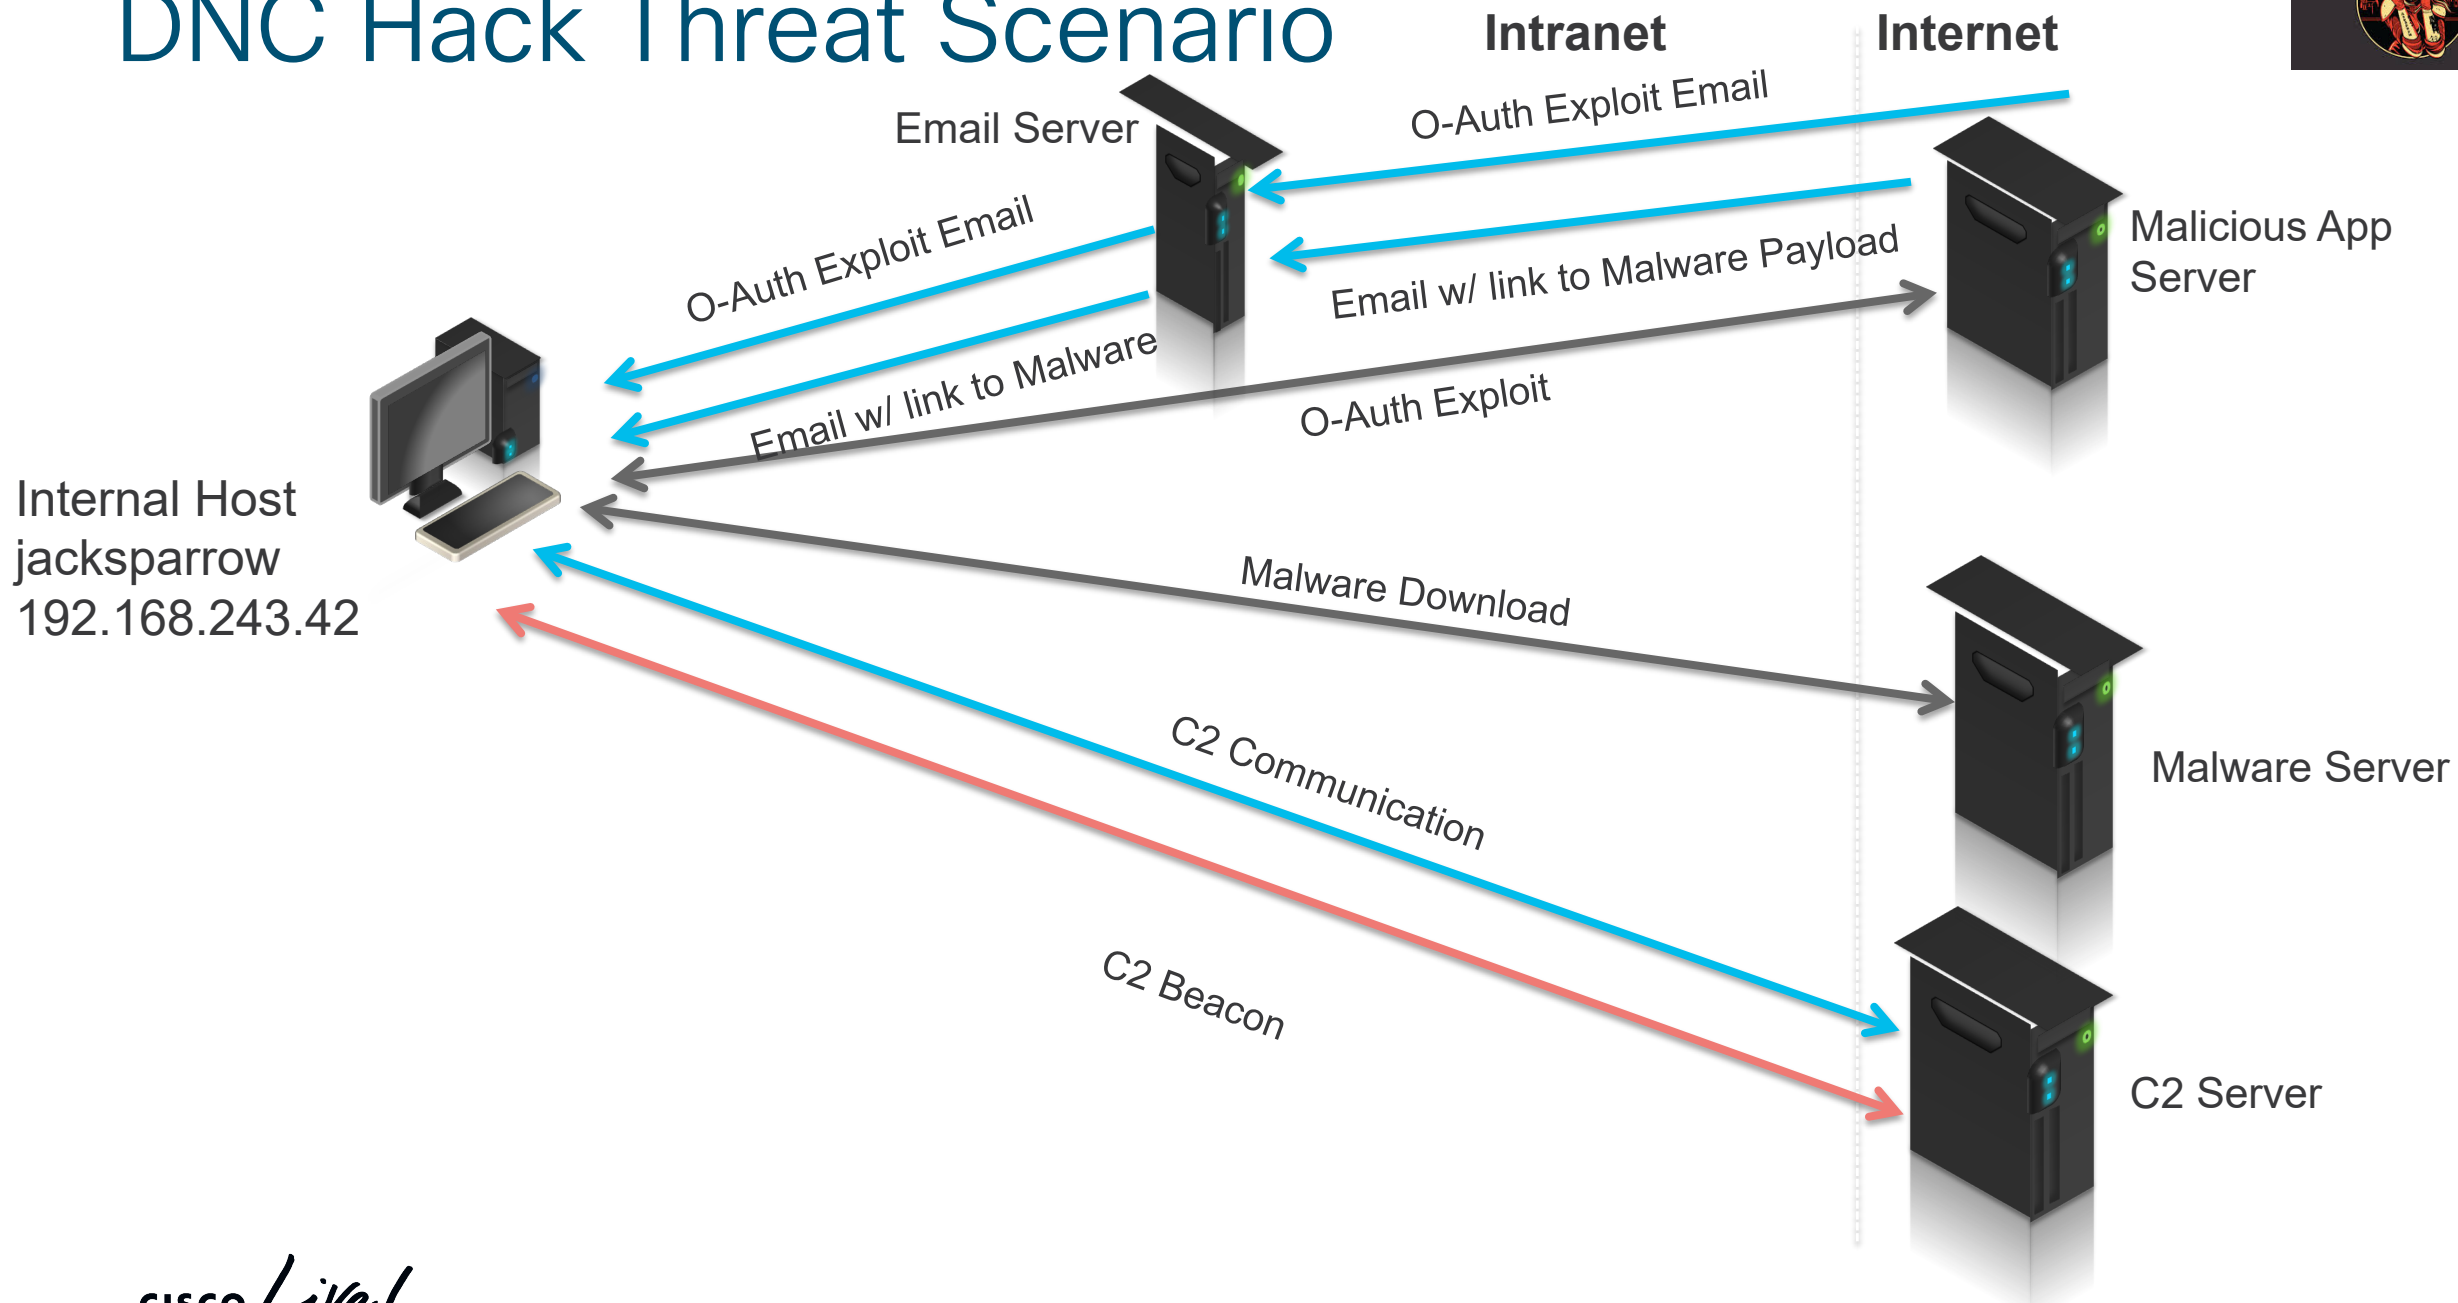 DNC Hack Threat Scenario
Intranet
Internet
Email Server
O-Auth Exploit Email
O-Auth Exploit Email
Email w/ link to Malware Payload
Malicious App
Server
Email w/ link to Malware
O-Auth Exploit
Internal Host
jacksparrow
192.168.243.42
Malware Download
Malware Server
C2 Communication
C2 Beacon
C2 Server
CISCO Live!